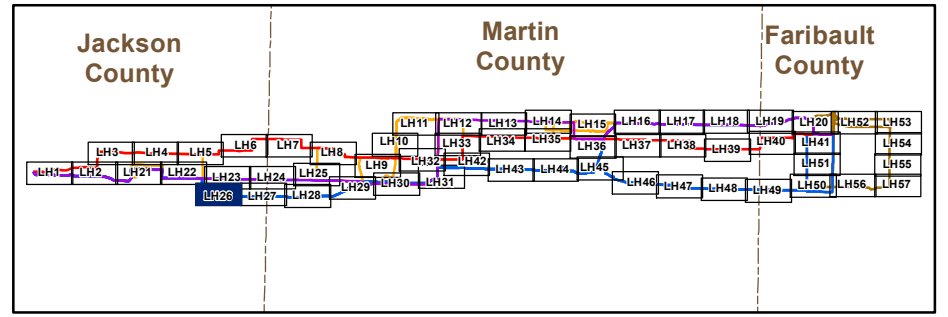 Jackson
County
Martin
County
Faribault
County
LH11 LH12 LH13 LH14 LH15 LH16 LH17 LH18 LH19 LH20 LH52 LH53
LH3 LH4 LH5 LH6 LH7 LH8 LH10 LH33 LH34 LH35 LH36 LH37 LH38 LH39 LH40 LH41 LH54
LH1 LH2 LH21 LH22 LH23 LH24 LH25 LH9 LH32 LH42 LH43 LH44 LH45 LH51 LH55
LH26 LH27 LH28 LH29 LH30 LH31 LH46 LH47 LH48 LH49 LH50 LH56 LH57